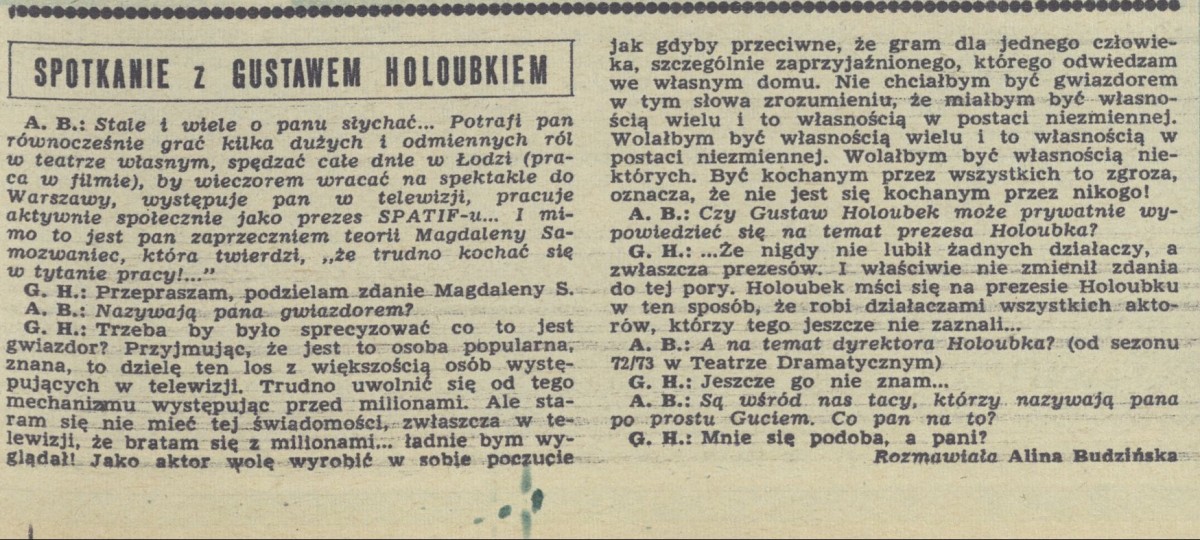 SPOTKANIE z GUSTAWEM HOLOUBKIEM
A. B.: Stale i wiele o panu słychać... Potrafi pan
równocześnie grać kilka dużych i odmiennych ról
w teatrze własnym, spędzać całe dnie w Łodzi (pra-
ca w filmie), by wieczorem wracać na spektakle do
Warszawy, występuje pan w telewizji, pracuje
aktywnie społecznie jako prezes SPATIF-u... I mi-
mo to jest pan zaprzeczniem teorii Magdaleny Sa-
mozwaniec, która twierdzi, „że trudno kochać się
w tytanie pracy!..."
G. H.: Przepraszam, podzielam zdanie Magdaleny S.
A. B.: Nazywają pana gwiazdorem?
G. H.: Trzeba by było sprecyzować co to jest
gwiazdor? Przyjmując, że jest to osoba popularna,
znana, to dzielę ten los z większością osób wystę-
pujących w telewizji. Trudno uwolnić się od tego
mechanizmu występując przed milionami. Ale sta-
ram się nie mieć tej świadomości, zwłaszcza w te-
lewizji, że bratam się z milionami... ładnie bym wy-
glądał! Jako aktor wolę wyrobić w sobie poczucie
jak gdyby przeciwne, że gram dla jednego człowie-
ka, szczególnie zaprzyjaźnionego, którego odwiedzam
we własnym domu. Nie chciałbym być gwiazdorem
w tym słowa zrozumieniu, że miałbym być własno-
ścią wielu i to własnością w postaci niezmiennej.
Wolałbym być własnością wielu i to własnością w
postaci niezmiennej. Wolałbym być własnością nie-
których. Być kochanym przez wszystkich to zgroza,
oznacza, że nie jest się kochanym przez nikogo!
A. B.: Czy Gustaw Holoubek może prywatnie wy-
powiedzieć się na temat prezesa Holoubka?
G. H.: ...Że nigdy nie lubił żadnych działaczy, a
zwłaszcza prezesów. I właściwie nie zmienił zdania
do tej pory. Holoubek mści się na prezesie Holoubku
w ten sposób, że robi działaczami wszystkich akto-
rów, którzy tego jeszcze nie zaznali...
A. B.: A na temat dyrektora Holoubka? (od sezonu
72/73 w Teatrze Dramatycznym)
G. H.: Jeszcze go nie znam...
A. B.: Są wśród nas tacy, którzy nazywają pana
po prostu Guciem. Co pan na to?
G. H.: Mnie się podoba, a pani?
Rozmawiała Alina Budzińska